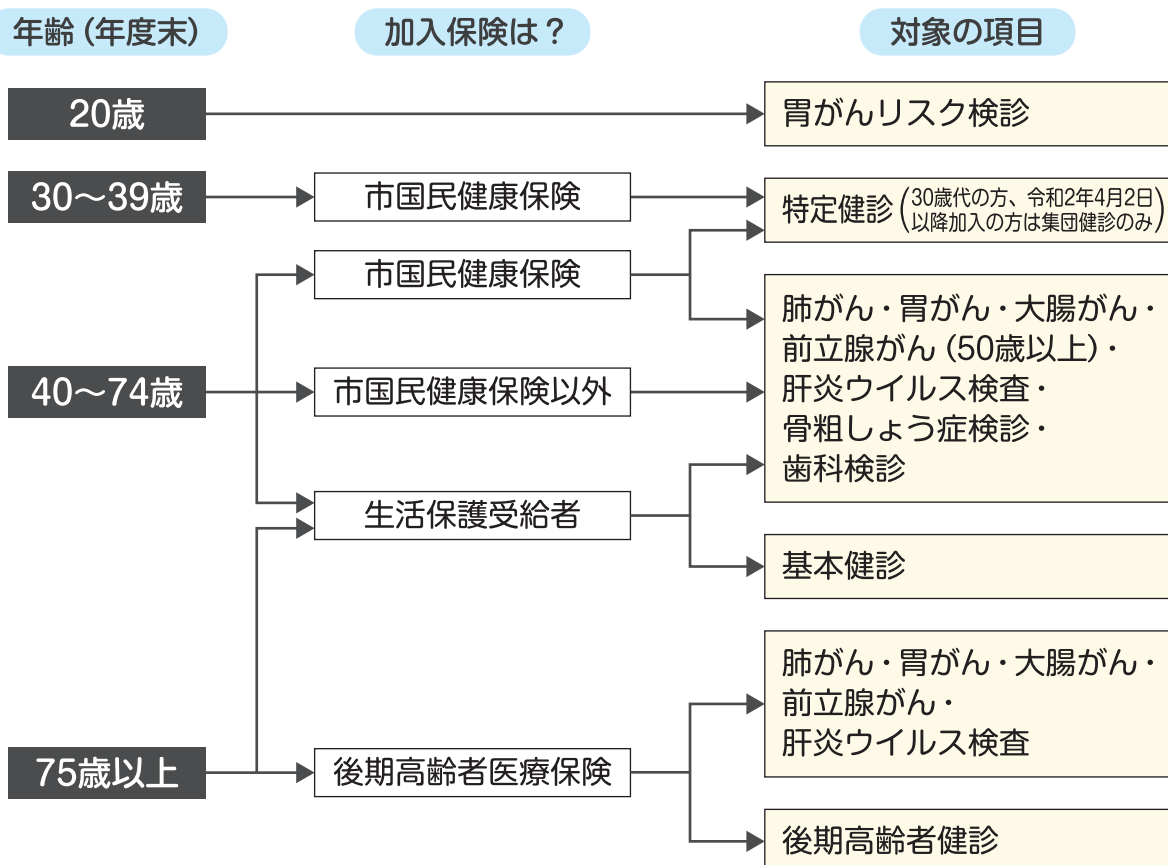 年齢（年度末）
加入保険は？
対象の項目
20歳
胃がんリスク検診
30～39歳
市国民健康保険
特定健診（30歳代の方、令和2年4月2日
以降加入の方は集団健診のみ）
市国民健康保険
40～74歳
市国民健康保険以外
生活保護受給者
肺がん・胃がん・大腸がん・
前立腺がん（50歳以上）・
肝炎ウイルス検査・
骨粗しょう症検診・
歯科検診
基本健診
75歳以上
後期高齢者医療保険
肺がん・胃がん・大腸がん・
前立腺がん・
肝炎ウイルス検査
後期高齢者健診